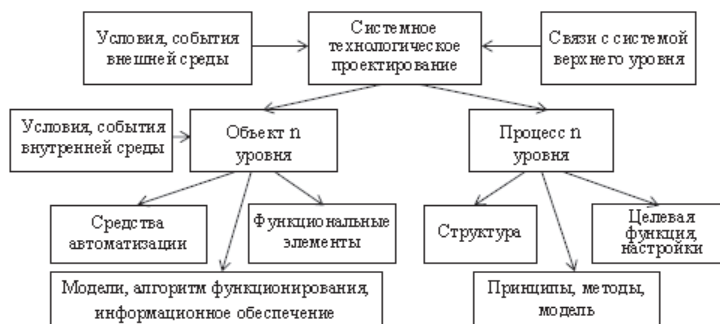 Условия, события
внешней среды
Системное
технологическое
проектирование
Связи с системой
верхнего уровня
Условия, события
внутренней среды
Объект n
уровня
Процесс n
уровня
Средства
автоматизации
Функциональные
элементы
Структура
Целевая
функция,
настройки
Модели, алгоритм функционирования,
информационное обеспечение
Принципы, методы,
модель